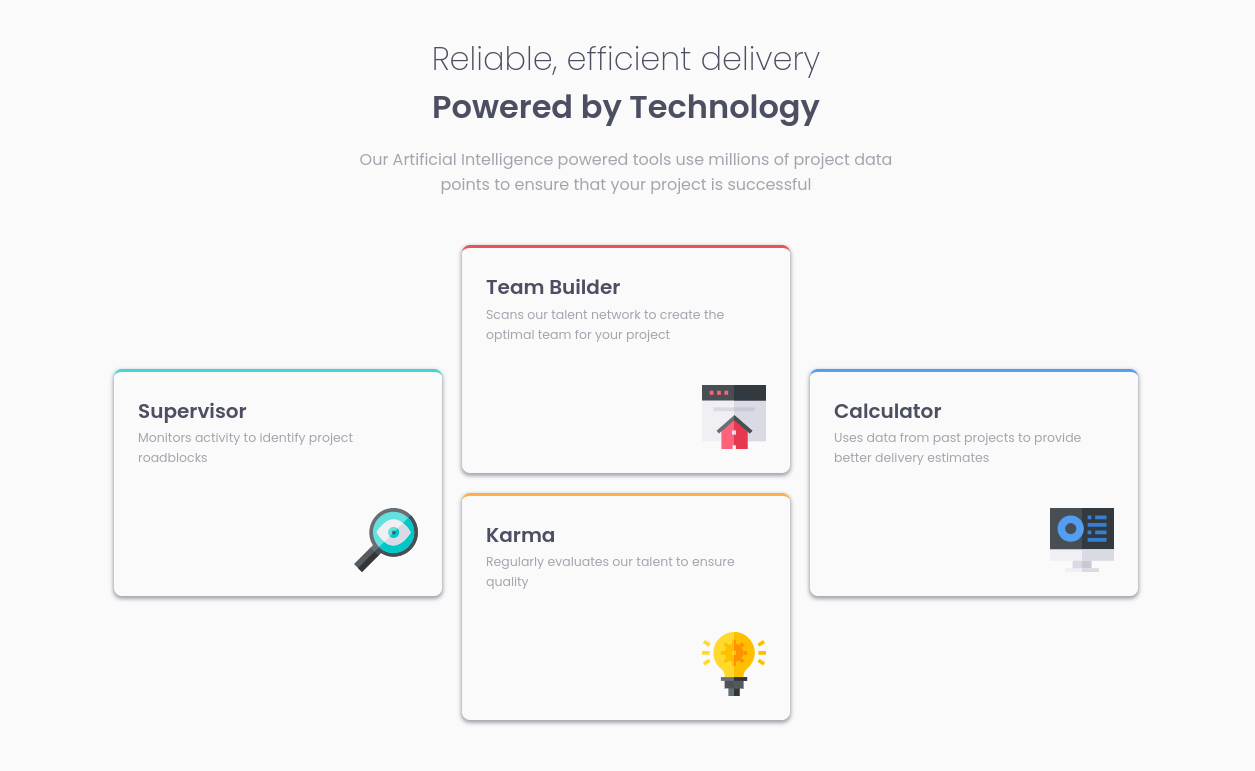 Reliable, efficient delivery
Powered by Technology
Our Artificial Intelligence powered tools use millions of project data
points to ensure that your project is successful
Team Builder
Scans our talent network to create the
optimal team for your project
Supervisor
Monitors activity to identify project
roadblocks
Calculator
Uses data from past projects to provide
better delivery estimates
Karma
Regularly evaluates our talent to ensure
quality